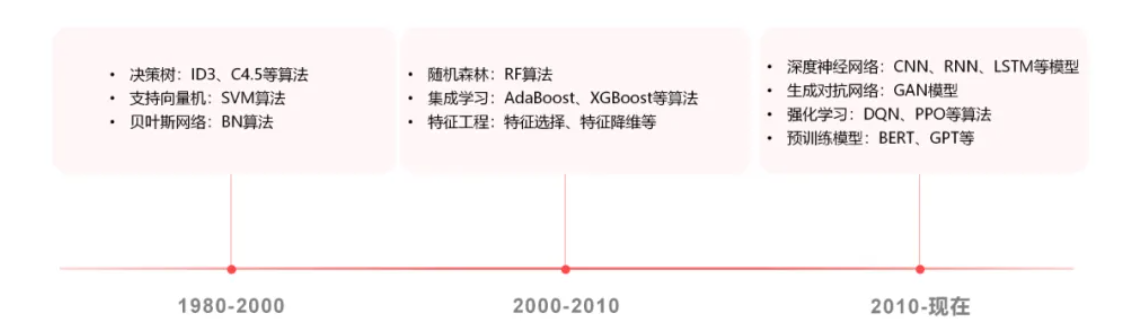 • 决策树：ID3、C4.5等算法
• 支持向量机：SVM算法
• 贝叶斯网络：BN算法
• 随机森林：RF算法
• 集成学习：AdaBoost、XGBoost等算法
• 特征工程：特征选择、特征降维等
• 深度神经网络：CNN、RNN、LSTM等模型
• 生成对抗网络：GAN模型
• 强化学习：DQN、PPO等算法
• 预训练模型：BERT、GPT等
1980-2000
2000-2010
2010-现在